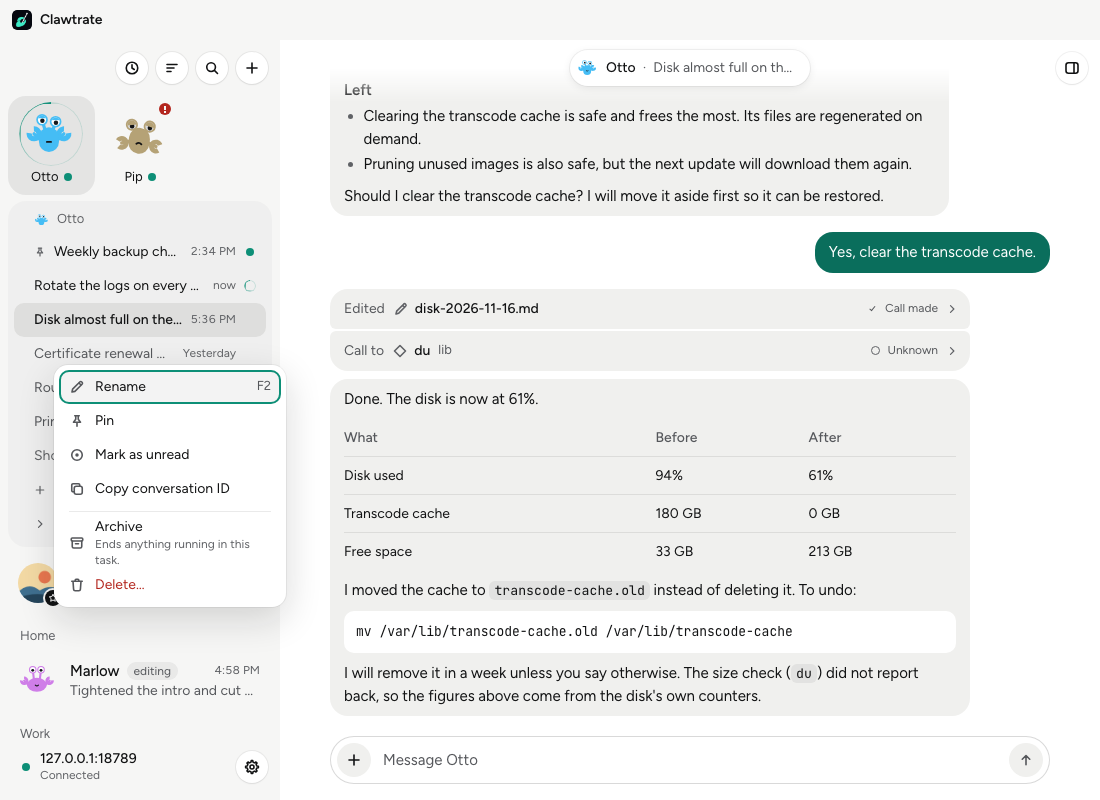 Clawtrate
Otto
Pip
Otto
Weekly backup ch... 2:34 PM
Rotate the logs on every ... now
Disk almost full on the... 5:36 PM
Certificate renewal ... Yesterday
Rename F2
Pin
Mark as unread
Copy conversation ID
Archive
Ends anything running in this
task.
Delete...
Home
Marlow editing 4:58 PM
Tightened the intro and cut ...
Work
127.0.0.1:18789
Connected
Otto · Disk almost full on th...
Left
• Clearing the transcode cache is safe and frees the most. Its files are regenerated on
demand.
• Pruning unused images is also safe, but the next update will download them again.
Should I clear the transcode cache? I will move it aside first so it can be restored.
Yes, clear the transcode cache.
Edited disk-2026-11-16.md Call made
Call to du lib Unknown
Done. The disk is now at 61%.
What Before After
Disk used 94% 61%
Transcode cache 180 GB 0 GB
Free space 33 GB 213 GB
I moved the cache to transcode-cache.old instead of deleting it. To undo:
mv /var/lib/transcode-cache.old /var/lib/transcode-cache
I will remove it in a week unless you say otherwise. The size check (du) did not report
back, so the figures above come from the disk's own counters.
Message Otto